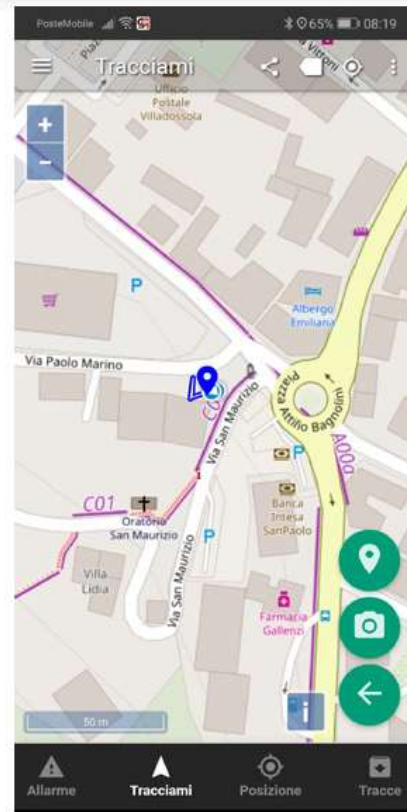 PosteMobile 65% 08:19
Tracciami
Via Vittoni
Ufficio
Postale
Villadossola
+
-
P
Albergo
Emiliana
Via Paolo Marino
Piazza Attilio Bagnolini
Via San Maurizio
A00a
P
C01
Oratorio
San Maurizio
Banca
Intesa
SanPaolo
P
Villa
Lidia
Via San Maurizio
Farmacia
Gallenzi
50 m
i
Allarme Tracciami Posizione Tracce